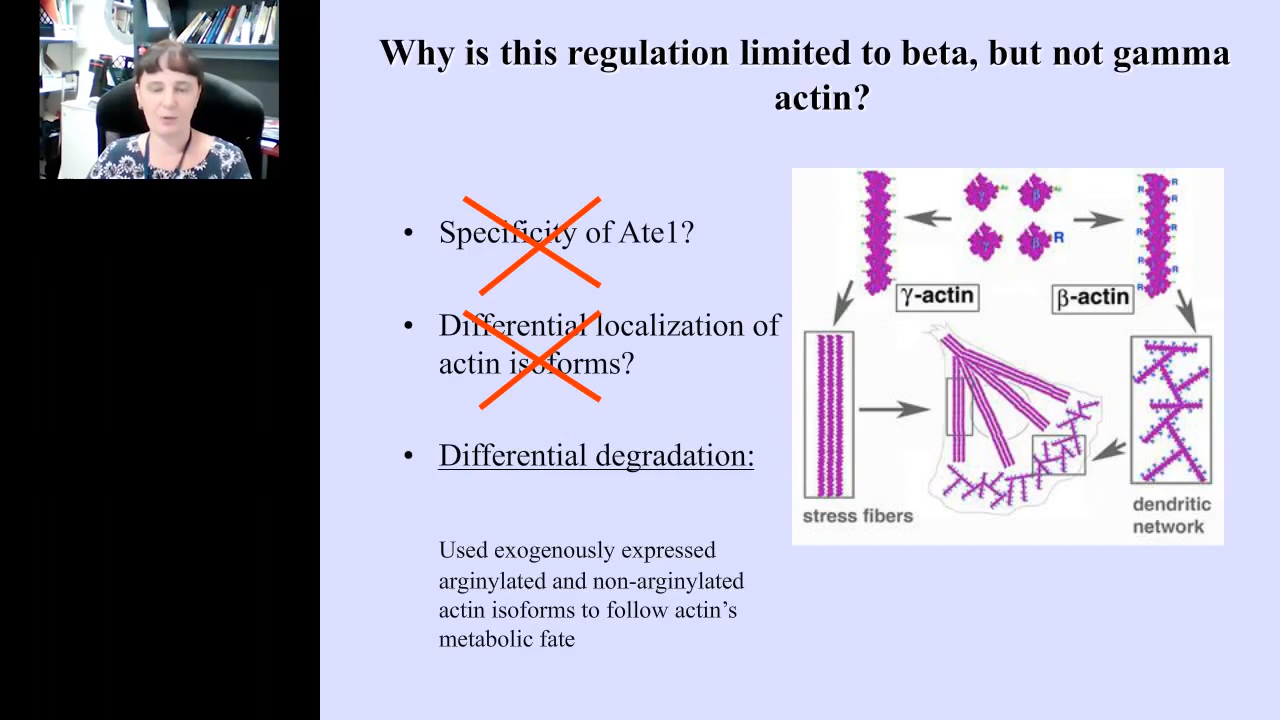 Why is this regulation limited to beta, but not gamma
actin?
• Specificity of Ate1?
• Differential localization of
actin isoforms?
• Differential degradation:
Used exogenously expressed
arginylated and non-arginylated
actin isoforms to follow actin’s
metabolic fate
γ
β
γ
β
R
R
R
R
R
R
R
R
R
γ-actin
β-actin
stress fibers
dendritic
network